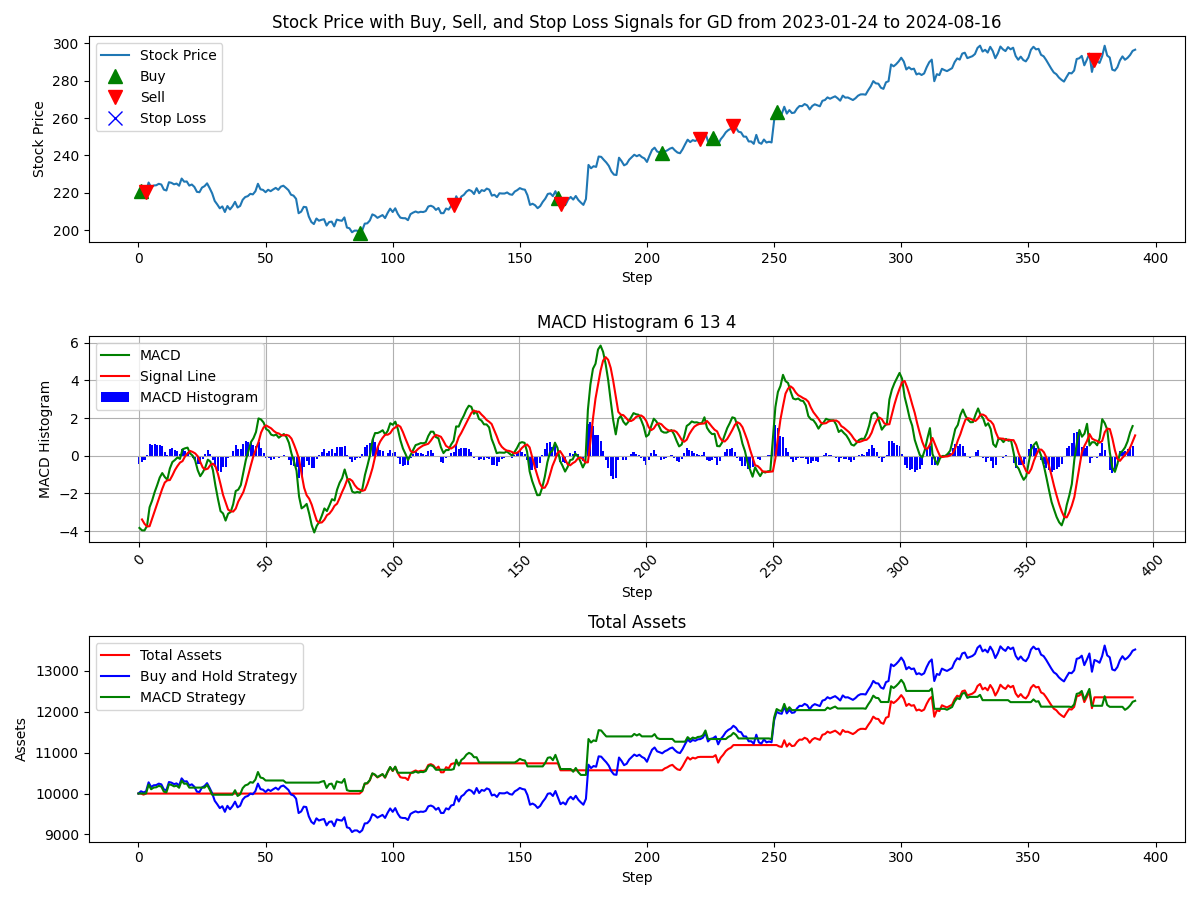 Stock Price with Buy, Sell, and Stop Loss Signals for GD from 2023-01-24 to 2024-08-16
300
280
260
240
220
200
Stock Price
Stock Price
Buy
Sell
Stop Loss
0 50 100 150 200 250 300 350 400
Step
MACD Histogram 6 13 4
6
4
2
0
−2
−4
MACD Histogram
MACD
Signal Line
MACD Histogram
0 50 100 150 200 250 300 350 400
Step
Total Assets
13000
12000
11000
10000
9000
Assets
Total Assets
Buy and Hold Strategy
MACD Strategy
0 50 100 150 200 250 300 350 400
Step